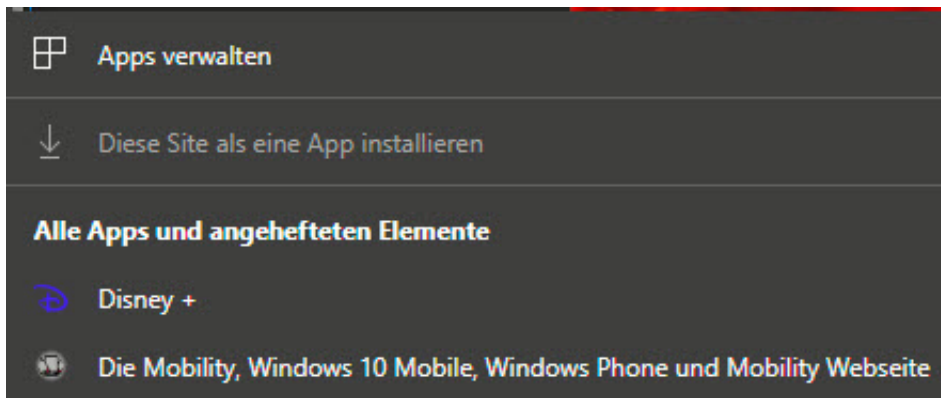 Apps verwalten
Diese Site als eine App installieren
Alle Apps und angehefteten Elemente
Disney +
Die Mobility, Windows 10 Mobile, Windows Phone und Mobility Webseite